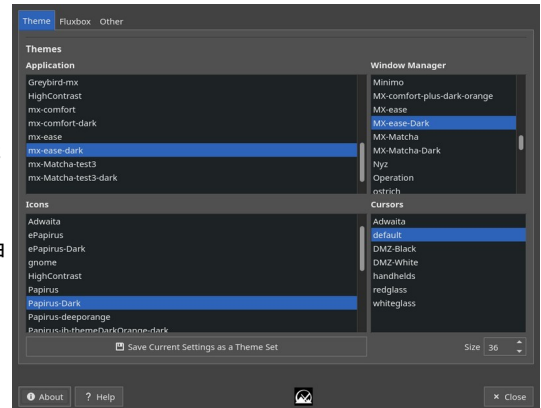 Theme Fluxbox Other
Themes
Application
Greybird-mx
HighContrast
mx-comfort
mx-comfort-dark
mx-ease
mx-ease-dark
mx-Matcha-test3
mx-Matcha-test3-dark
Window Manager
Minimo
MX-comfort-plus-dark-orange
MX-ease
MX-ease-Dark
MX-Matcha
MX-Matcha-Dark
Nyz
Operation
ostrich
Icons
Adwaita
ePapirus
ePapirus-Dark
gnome
HighContrast
Papirus
Papirus-Dark
Papirus-deeporange
Papirus-jb-themeDarkOrange-dark
Cursors
Adwaita
default
DMZ-Black
DMZ-White
handhelds
redglass
whiteglass
Save Current Settings as a Theme Set
Size 36
About ? Help
× Close